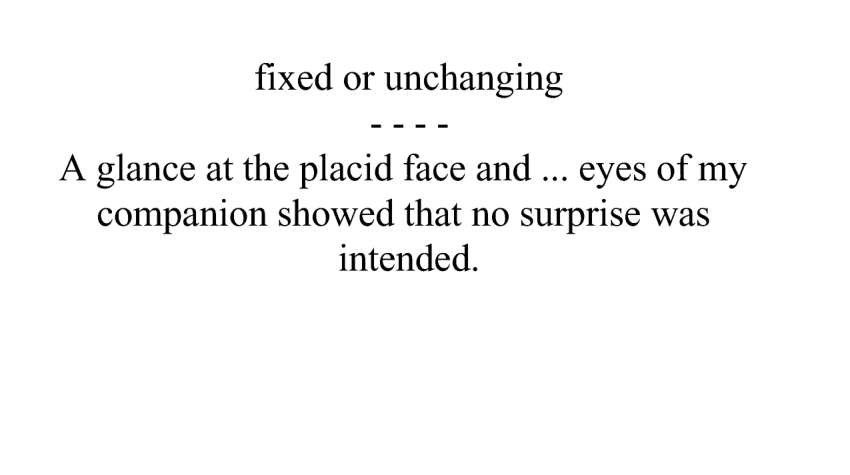 fixed or unchanging
- - - -
A glance at the placid face and ... eyes of my
companion showed that no surprise was
intended.